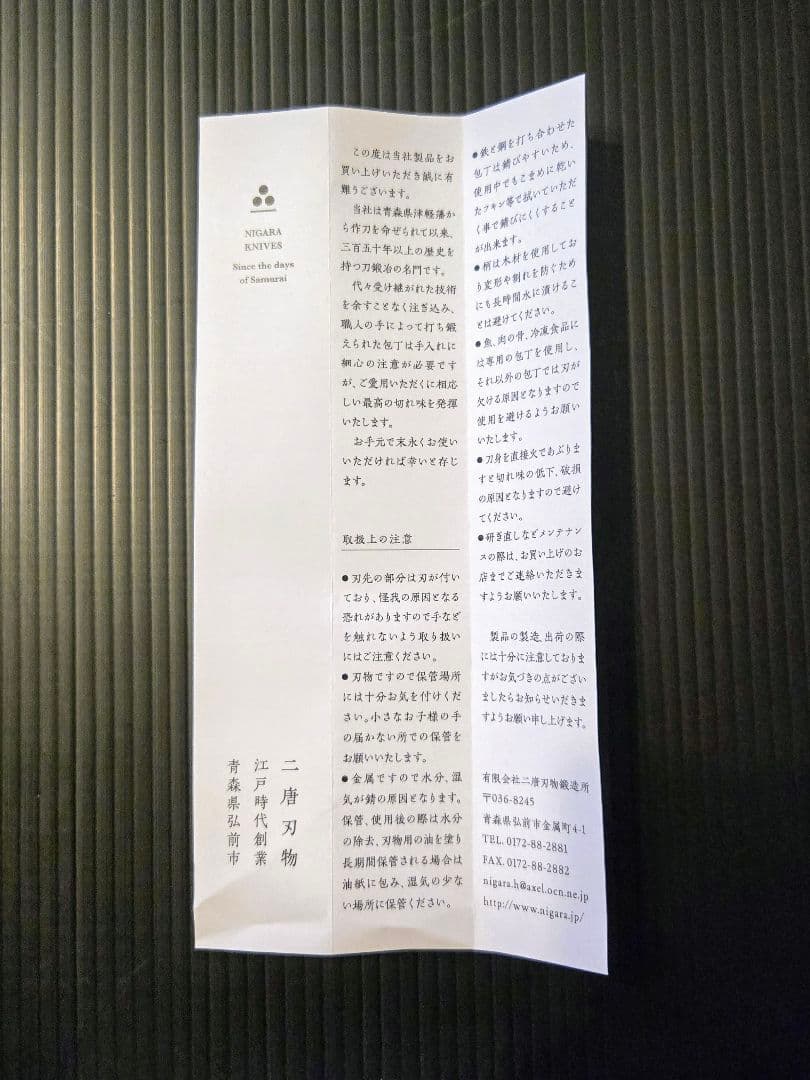 NIGARA
KNIVES
Since the days
of Samurai
二唐刃物
江戸時代創業
青森県弘前市
この度は当社製品をお
買い上げいただき誠に有
難うございます。
当社は青森県津軽藩か
ら作刀を命ぜられて以来、
三百五十年以上の歴史を
持つ刀鍛冶の名門です。
代々受け継がれた技術
を余すことなく注ぎ込み、
職人の手によって打ち鍛
えられた包丁は手入れに
細心の注意が必要です
が、ご愛用いただくに相応
しい最高の切れ味を発揮
いたします。
お手元で末永くお使い
いただければ幸いと存じ
ます。
取扱上の注意
●刃先の部分は刃が付い
ており、怪我の原因となる
恐れがありますので手など
を触れないよう取り扱い
にはご注意ください。
●刃物ですので保管場所
には十分お気を付けくだ
さい。小さなお子様の手
の届かない所での保管を
お願いいたします。
●金属ですので水分、湿
気が錆の原因となります。
保管、使用後の際は水分
の除去、刃物用の油を塗り
長期間保管される場合は
油紙に包み、湿気の少な
い場所に保管ください。
●鉄と鋼を打ち合わせた
包丁は錆びやすいため、
使用中でもこまめに乾い
たフキン等で拭いていただ
く事で錆びにくくすること
が出来ます。
●柄は木材を使用してお
り変形や割れを防ぐため
にも長時間水に漬けるこ
とは避けてください。
●魚、肉の骨、冷凍食品に
は専用の包丁を使用し、
それ以外の包丁では刃が
欠ける原因となりますので
使用を避けるようお願い
いたします。
●刀身を直接火であぶりま
すと切れ味の低下、破損
の原因となりますので避け
てください。
●研ぎ直しなどメンテナン
スの際は、お買い上げのお
店までご連絡いただきま
すようお願いいたします。
製品の製造、出荷の際
には十分に注意しておりま
すがお気づきの点がござい
ましたらお知らせいだきま
すようお願い申し上げます。
有限会社二唐刃物鍛造所
〒036-8245
青森県弘前市金属町4-1
TEL. 0172-88-2881
FAX. 0172-88-2882
nigara.h@axel.ocn.ne.jp
http://www.nigara.jp/